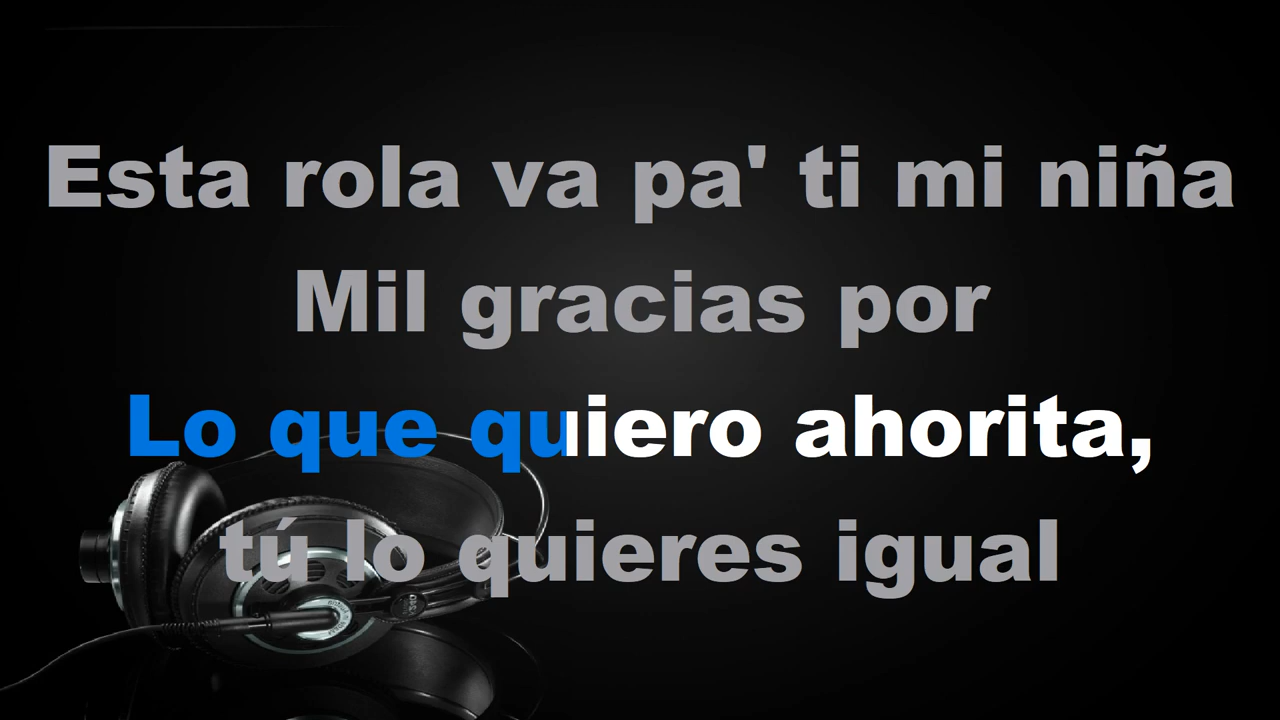 Esta rola va pa' ti mi niña
Mil gracias por
Lo que quiero ahorita,
tú lo quieres igual